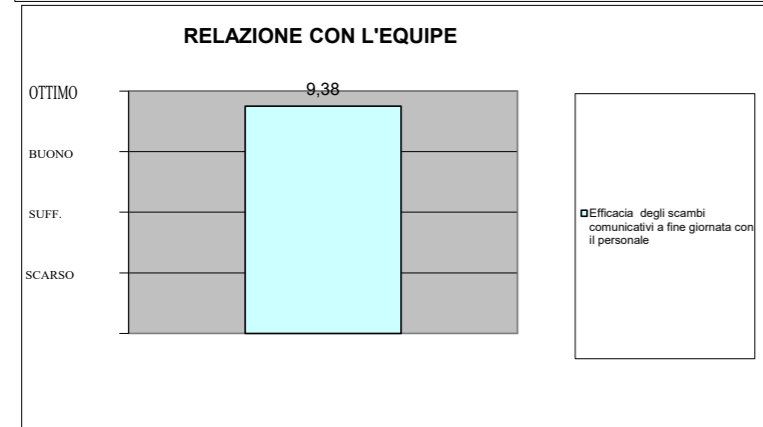 RELAZIONE CON L'EQUIPE
9,38
OTTIMO
BUONO
SUFF.
SCARSO
Efficacia degli scambi
comunicativi a fine giornata con
il personale